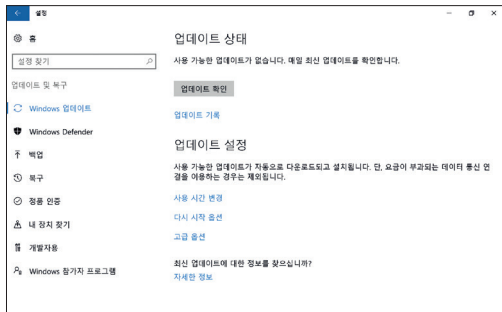 설정
홈
설정 찾기
업데이트 및 복구
Windows 업데이트
Windows Defender
백업
복구
정품 인증
내 장치 찾기
개발자용
Windows 참가자 프로그램
업데이트 상태
사용 가능한 업데이트가 없습니다. 매일 최신 업데이트를 확인합니다.
업데이트 확인
업데이트 기록
업데이트 설정
사용 가능한 업데이트가 자동으로 다운로드되고 설치됩니다. 단, 요금이 부과되는 데이터 통신 연
결을 이용하는 경우는 제외됩니다.
사용 시간 변경
다시 시작 옵션
고급 옵션
최신 업데이트에 대한 정보를 찾으십니까?
자세한 정보